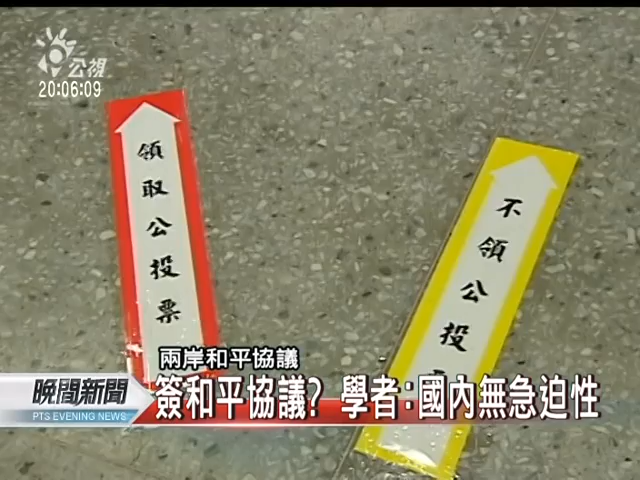 公視
20:06:09
領取公投票
不領公投
兩岸和平協議
晚間新聞
PTS EVENING NEWS
簽和平協議? 學者:國內無急迫性